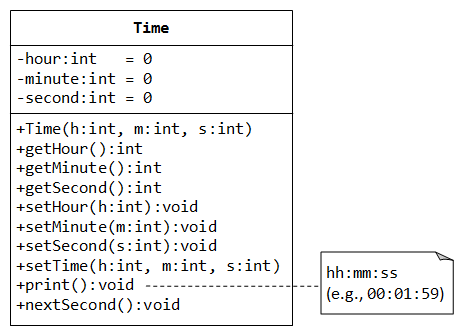 Time
-hour:int   = 0
-minute:int = 0
-second:int = 0
+Time(h:int, m:int, s:int)
+getHour():int
+getMinute():int
+getSecond():int
+setHour(h:int):void
+setMinute(m:int):void
+setSecond(s:int):void
+setTime(h:int, m:int, s:int)
+print():void
+nextSecond():void
hh:mm:ss
(e.g., 00:01:59)